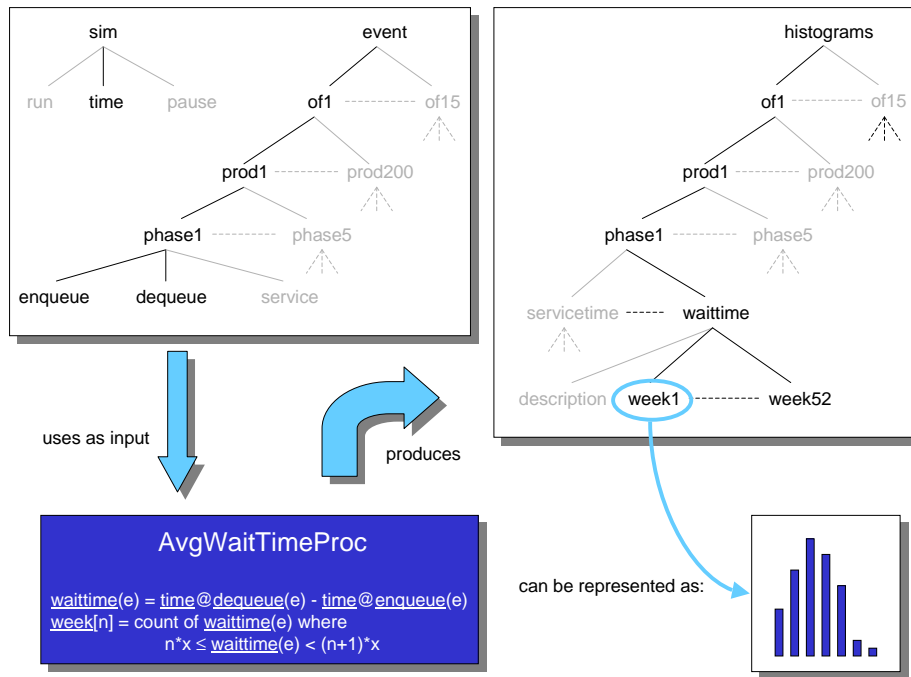 sim
event
run
time
pause
of1
of15
prod1
prod200
phase1
phase5
enqueue
dequeue
service
histograms
of1
of15
prod1
prod200
phase1
phase5
servicetime
waittime
description
week1
week52
uses as input
produces
AvgWaitTimeProc
waittime(e) = time@dequeue(e) - time@enqueue(e)
week[n] = count of waittime(e) where
n*x ≤ waittime(e) < (n+1)*x
can be represented as: